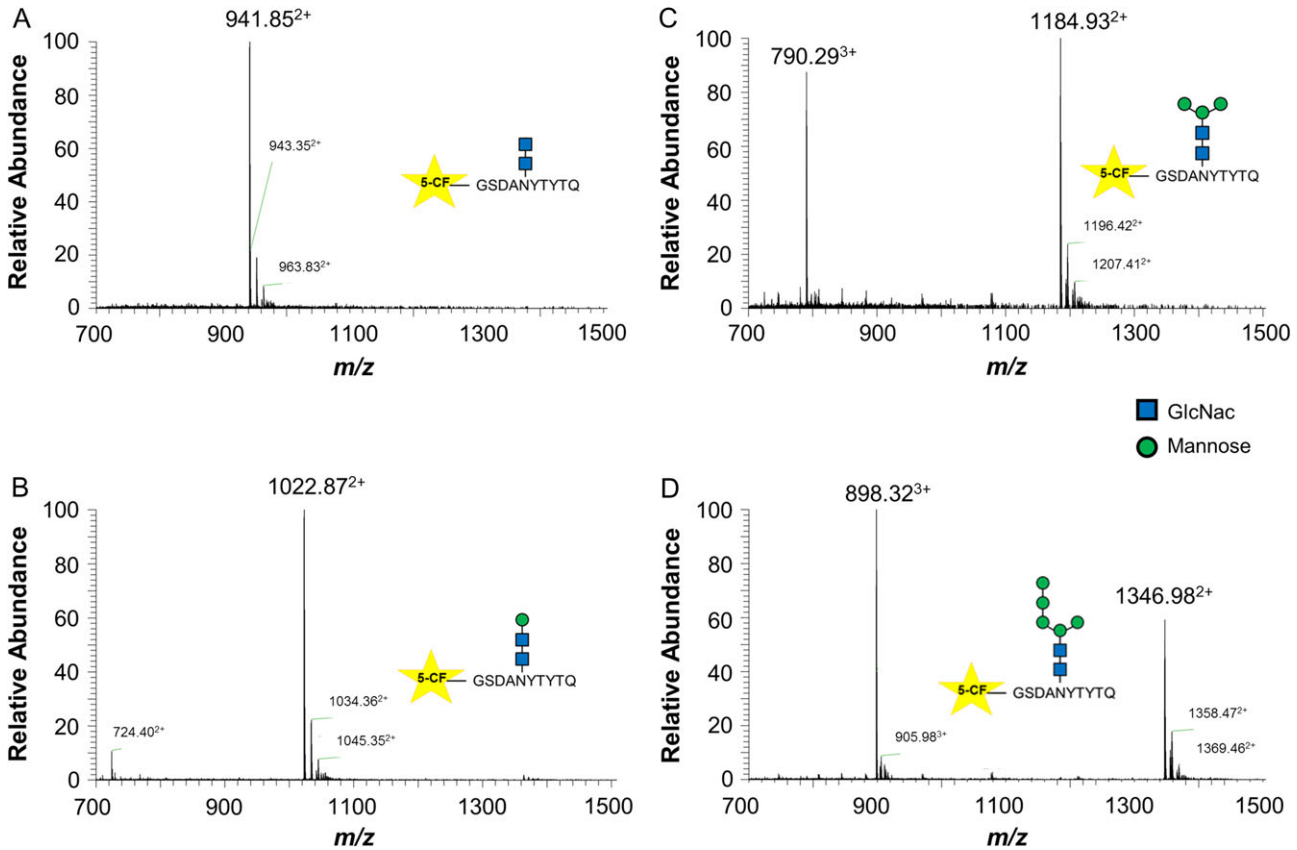 A
941.85²⁺
Relative Abundance
100
80
60
40
20
0
943.35²⁺
963.83²⁺
5-CF
GSDANYTYTQ
700
900
1100
1300
1500
m/z
C
1184.93²⁺
790.29³⁺
Relative Abundance
100
80
60
40
20
0
1196.42²⁺
1207.41²⁺
5-CF
GSDANYTYTQ
700
900
1100
1300
1500
m/z
GlcNac
Mannose
B
1022.87²⁺
Relative Abundance
100
80
60
40
20
0
724.40²⁺
1034.36²⁺
1045.35²⁺
5-CF
GSDANYTYTQ
700
900
1100
1300
1500
m/z
D
898.32³⁺
1346.98²⁺
Relative Abundance
100
80
60
40
20
0
905.98³⁺
1358.47²⁺
1369.46²⁺
5-CF
GSDANYTYTQ
700
900
1100
1300
1500
m/z